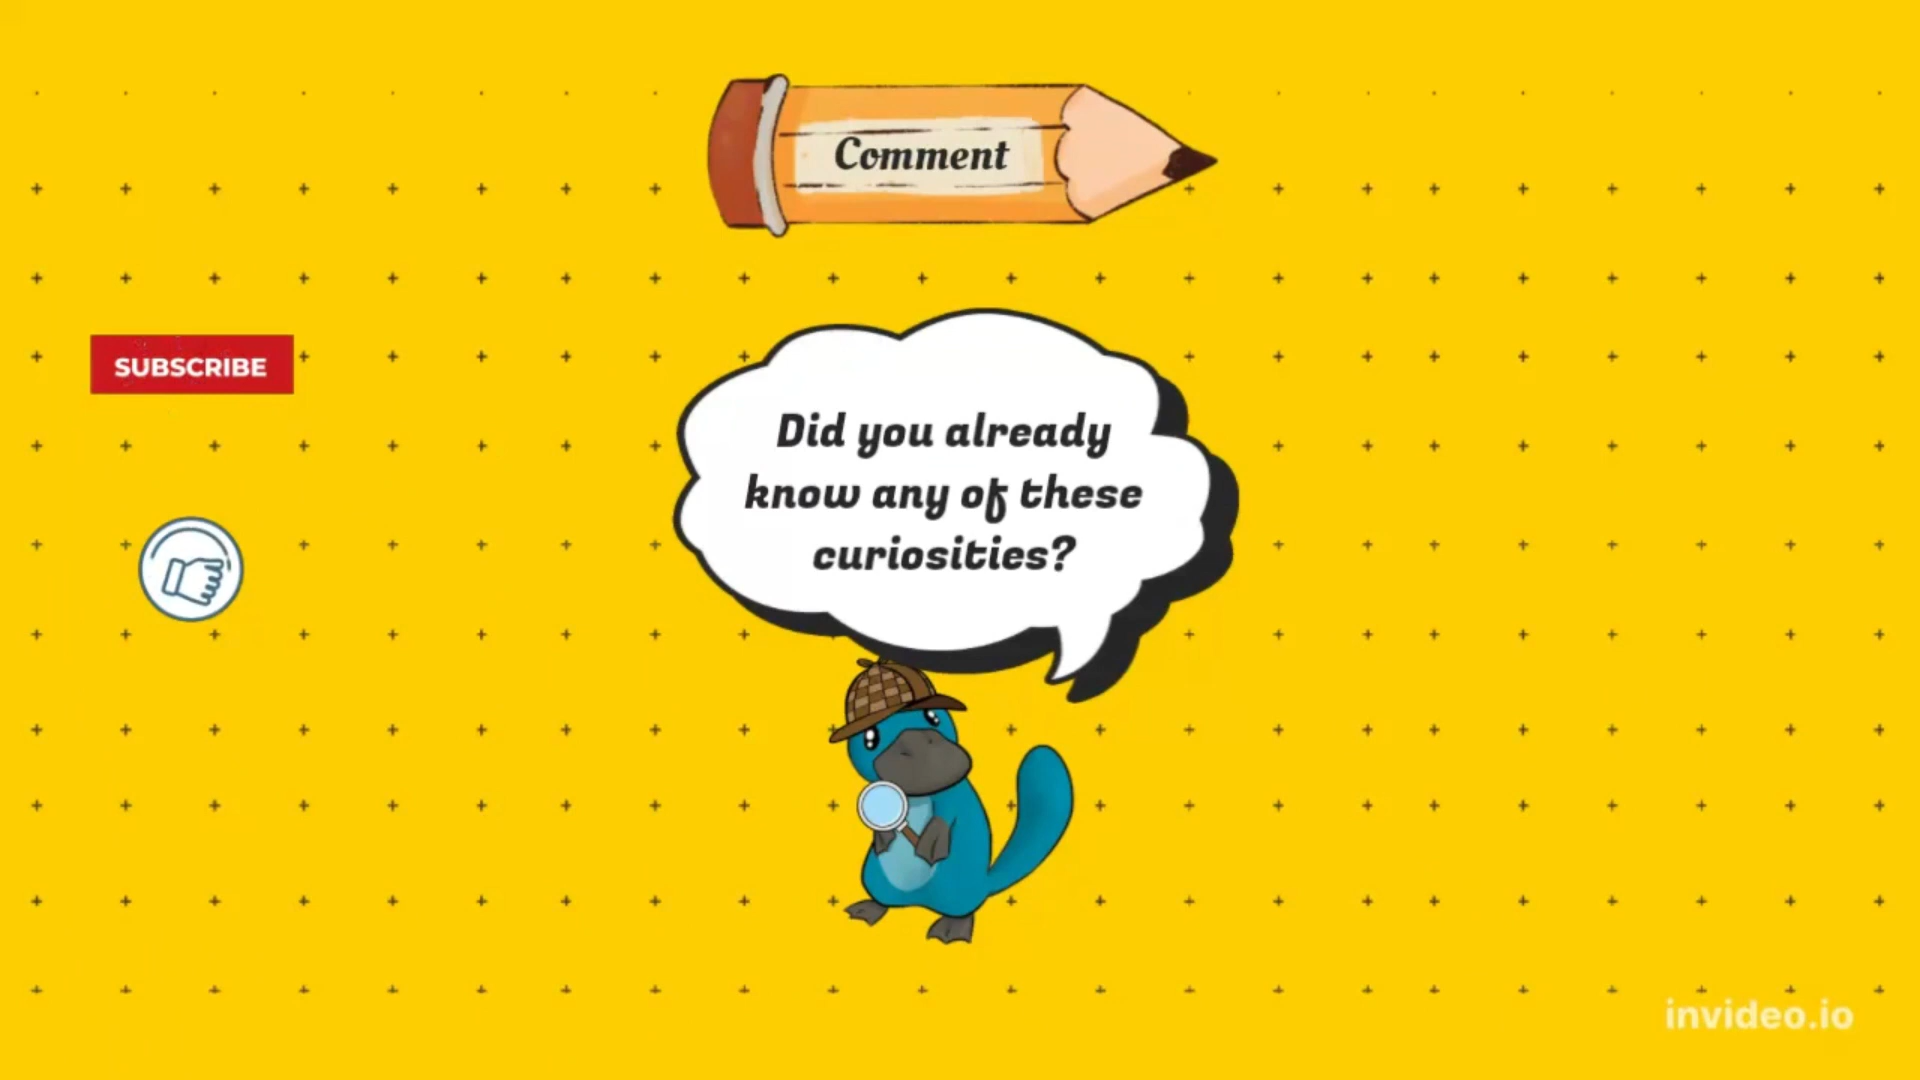 Comment
SUBSCRIBE
Did you already
know any of these
curiosities?
invideo.io